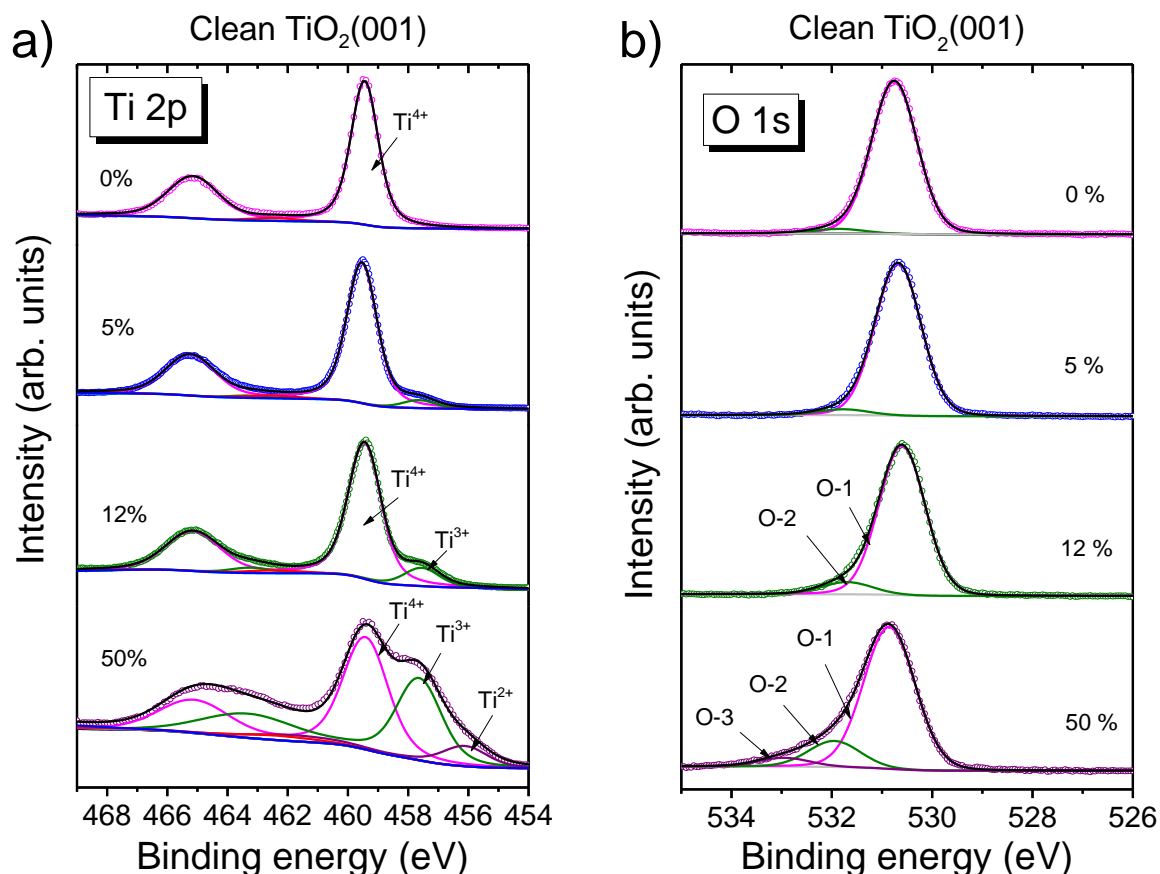 a)
Clean TiO₂(001)
Ti 2p
Ti⁴⁺
0%
5%
Ti⁴⁺
12%
Ti³⁺
Ti⁴⁺
Ti³⁺
50%
Ti²⁺
Intensity (arb. units)
468 466 464 462 460 458 456 454
Binding energy (eV)
b)
Clean TiO₂(001)
O 1s
0 %
5 %
O-1
O-2
12 %
O-1
O-2
O-3
50 %
Intensity (arb. units)
534 532 530 528 526
Binding energy (eV)